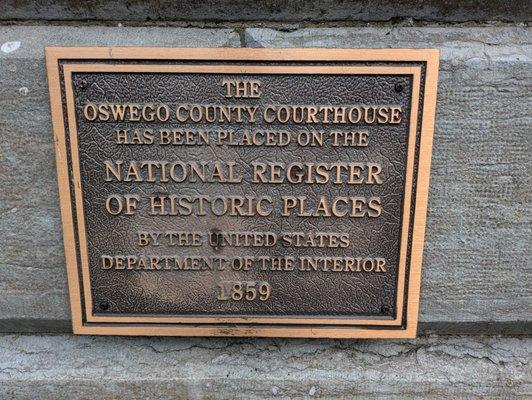 THE
OSWEGO COUNTY COURTHOUSE
HAS BEEN PLACED ON THE
NATIONAL REGISTER
OF HISTORIC PLACES
BY THE UNITED STATES
DEPARTMENT OF THE INTERIOR
1859